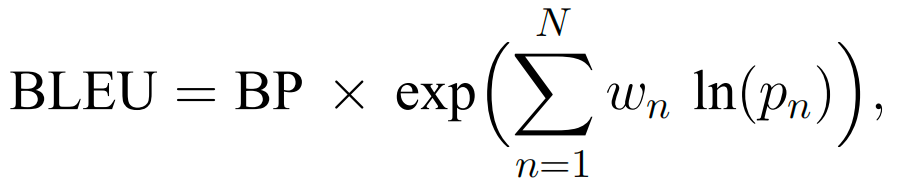 BLEU = BP × exp(∑_{n=1}^{N} w_n ln(p_n)),